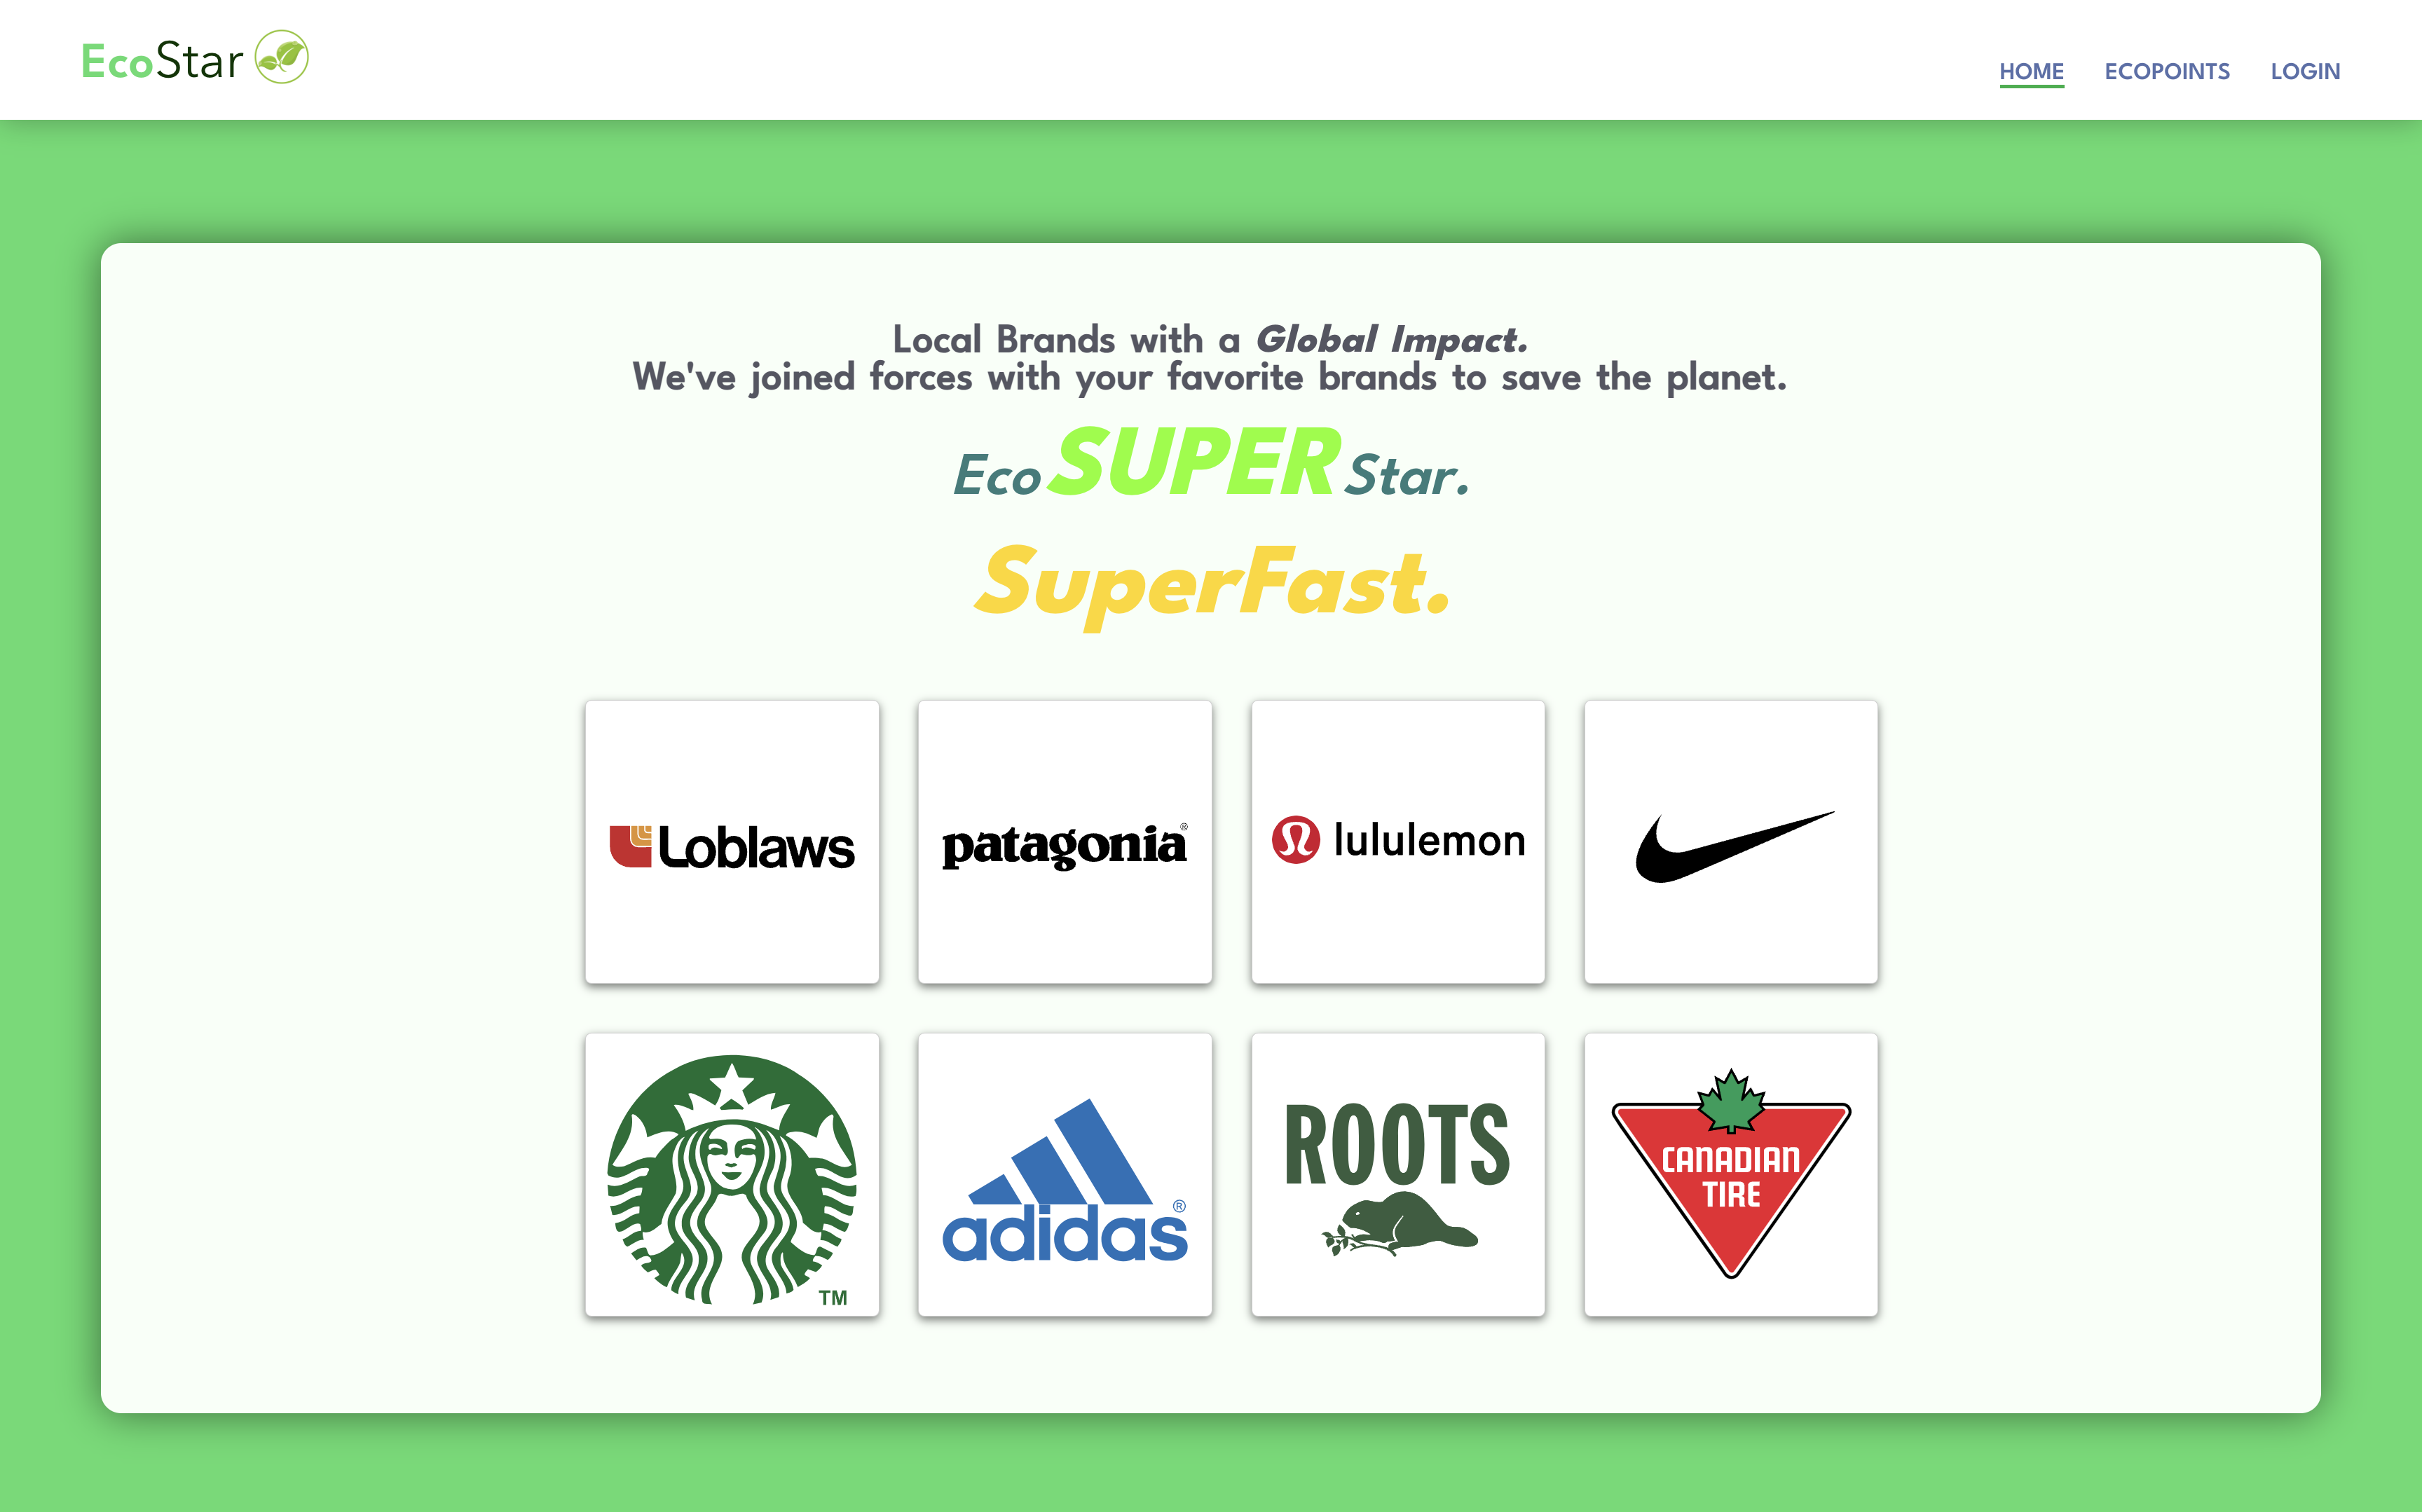 EcoStar
HOME ECOPOINTS LOGIN
Local Brands with a Global Impact.
We've joined forces with your favorite brands to save the planet.
Eco SUPER Star.
SuperFast.
Loblaws
patagonia®
lululemon
TM
adidas®
ROOTS
CANADIAN
TIRE